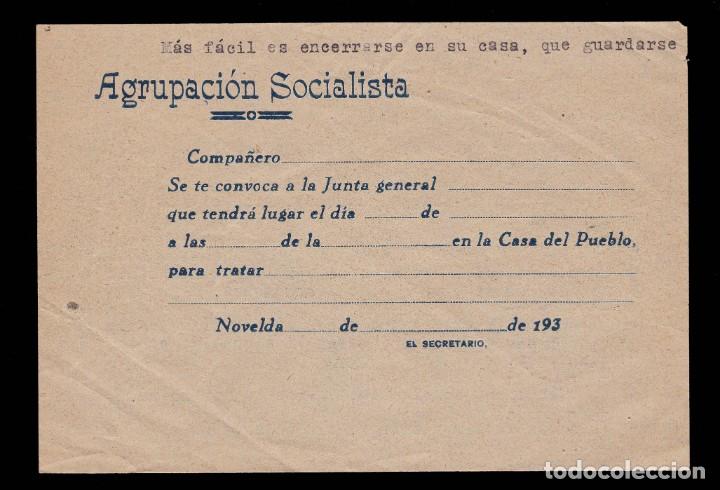 Más fácil es encerrarse en su casa, que guardarse
Agrupación Socialista
Compañero
Se te convoca a la Junta general
que tendrá lugar el día de
a las de la en la Casa del Pueblo,
para tratar
Novelda de de 193
EL SECRETARIO,
todocoleccion